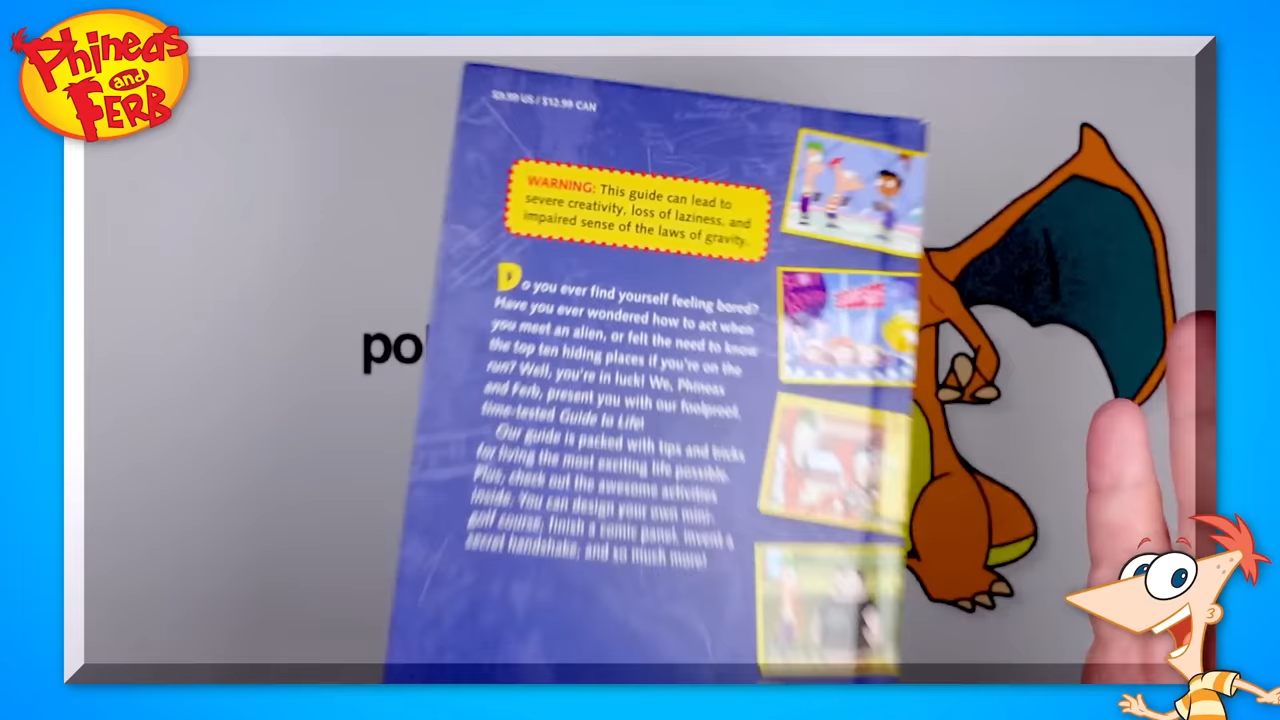 Phineas
and
FERB
$9.99 US / $12.99 CAN
WARNING: This guide can lead to
severe creativity, loss of laziness, and
impaired sense of the laws of gravity.
Do you ever find yourself feeling bored?
Have you ever wondered how to act when
you meet an alien, or felt the need to know
the top ten hiding places if you're on the
run? Well, you're in luck! We, Phineas
and Ferb, present you with our foolproof,
time-tested Guide to Life!
Our guide is packed with tips and tricks
for living the most exciting life possible.
Plus, check out the awesome activities
inside. You can design your own mini-
golf course, finish a comic panel, invent a
secret handshake, and so much more!
po